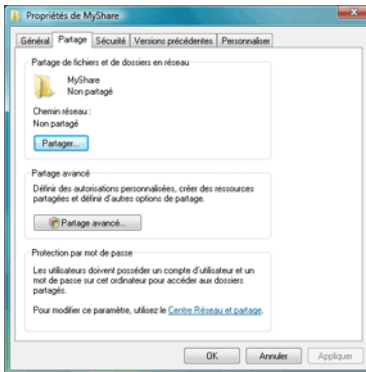 Propriétés de MyShare
Général Partage Sécurité Versions précédentes Personnaliser
Partage de fichiers et de dossiers en réseau
MyShare
Non partagé
Chemin réseau :
Non partagé
Partager...
Partage avancé
Définir des autorisations personnalisées, créer des ressources
partagées et définir d'autres options de partage.
Partage avancé...
Protection par mot de passe
Les utilisateurs doivent posséder un compte d'utilisateur et un
mot de passe sur cet ordinateur pour accéder aux dossiers
partagés.
Pour modifier ce paramètre, utilisez le Centre Réseau et partage.
OK Annuler Appliquer